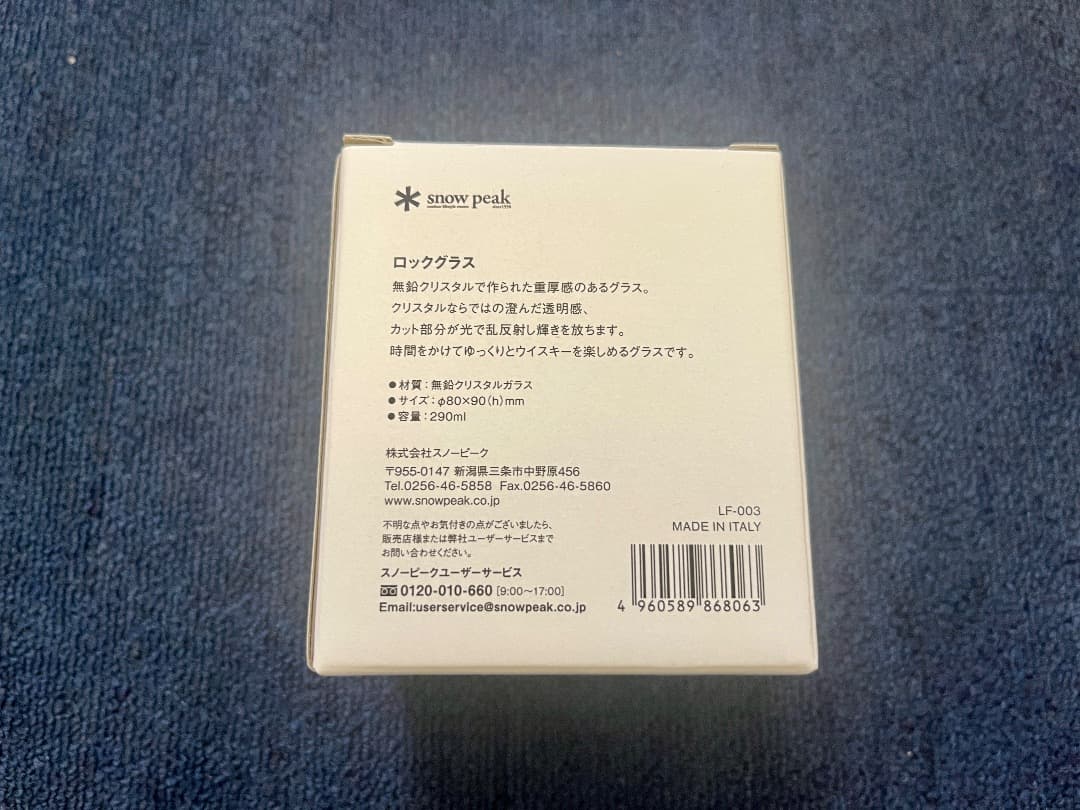 snow peak
outdoor lifestyle creator since1958
ロックグラス
無鉛クリスタルで作られた重厚感のあるグラス。
クリスタルならではの澄んだ透明感、
カット部分が光で乱反射し輝きを放ちます。
時間をかけてゆっくりとウイスキーを楽しめるグラスです。
●材質：無鉛クリスタルガラス
●サイズ：φ80×90(h)mm
●容量：290ml
株式会社スノーピーク
〒955-0147 新潟県三条市中野原456
Tel.0256-46-5858 Fax.0256-46-5860
www.snowpeak.co.jp
不明な点やお気付きの点がございましたら、
販売店様または弊社ユーザーサービスまで
お問い合わせください。
スノーピークユーザーサービス
0120-010-660 [9:00〜17:00]
Email:userservice@snowpeak.co.jp
LF-003
MADE IN ITALY
4 960589 868063